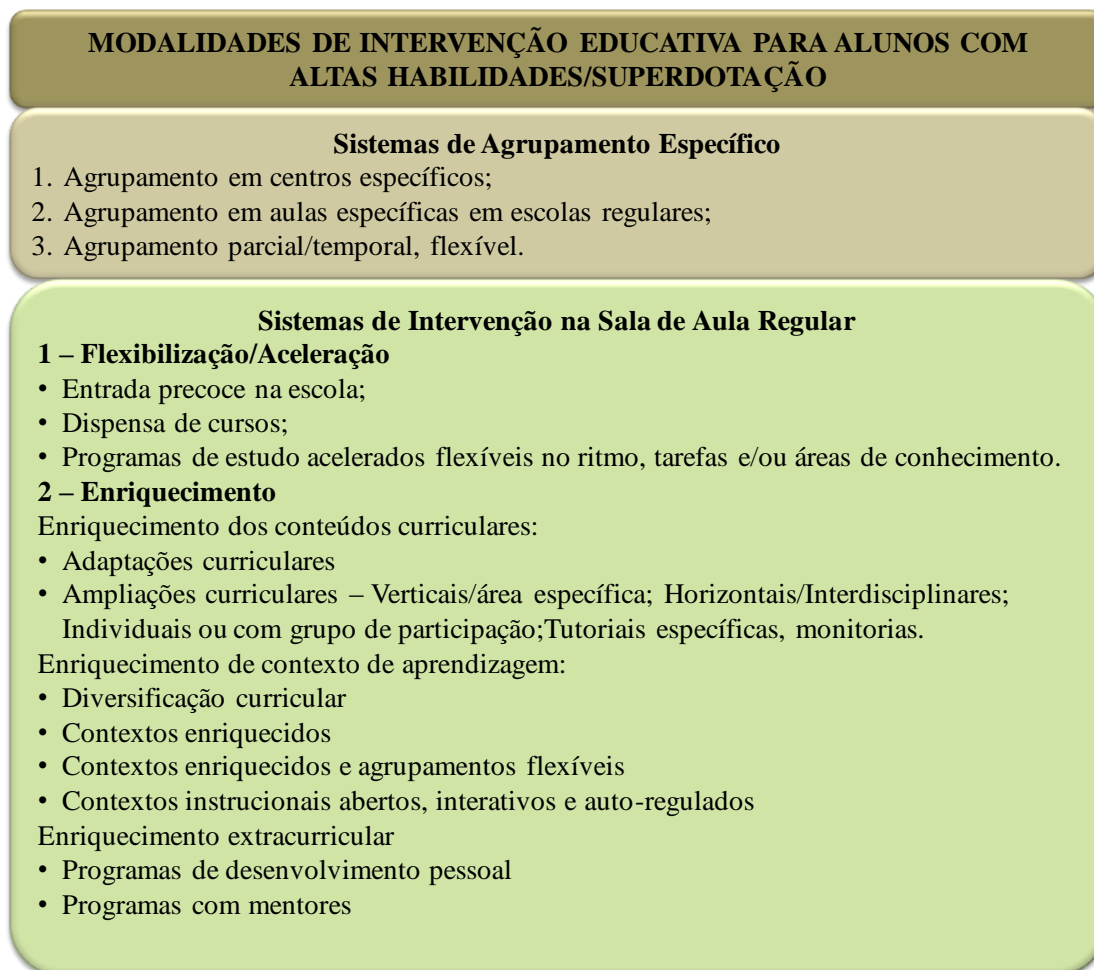 MODALIDADES DE INTERVENÇÃO EDUCATIVA PARA ALUNOS COM
ALTAS HABILIDADES/SUPERDOTAÇÃO
Sistemas de Agrupamento Específico
1. Agrupamento em centros específicos;
2. Agrupamento em aulas específicas em escolas regulares;
3. Agrupamento parcial/temporal, flexível.
Sistemas de Intervenção na Sala de Aula Regular
1 – Flexibilização/Aceleração
• Entrada precoce na escola;
• Dispensa de cursos;
• Programas de estudo acelerados flexíveis no ritmo, tarefas e/ou áreas de conhecimento.
2 – Enriquecimento
Enriquecimento dos conteúdos curriculares:
• Adaptações curriculares
• Ampliações curriculares – Verticais/área específica; Horizontais/Interdisciplinares;
Individuais ou com grupo de participação;Tutoriais específicas, monitorias.
Enriquecimento de contexto de aprendizagem:
• Diversificação curricular
• Contextos enriquecidos
• Contextos enriquecidos e agrupamentos flexíveis
• Contextos instrucionais abertos, interativos e auto-regulados
Enriquecimento extracurricular
• Programas de desenvolvimento pessoal
• Programas com mentores